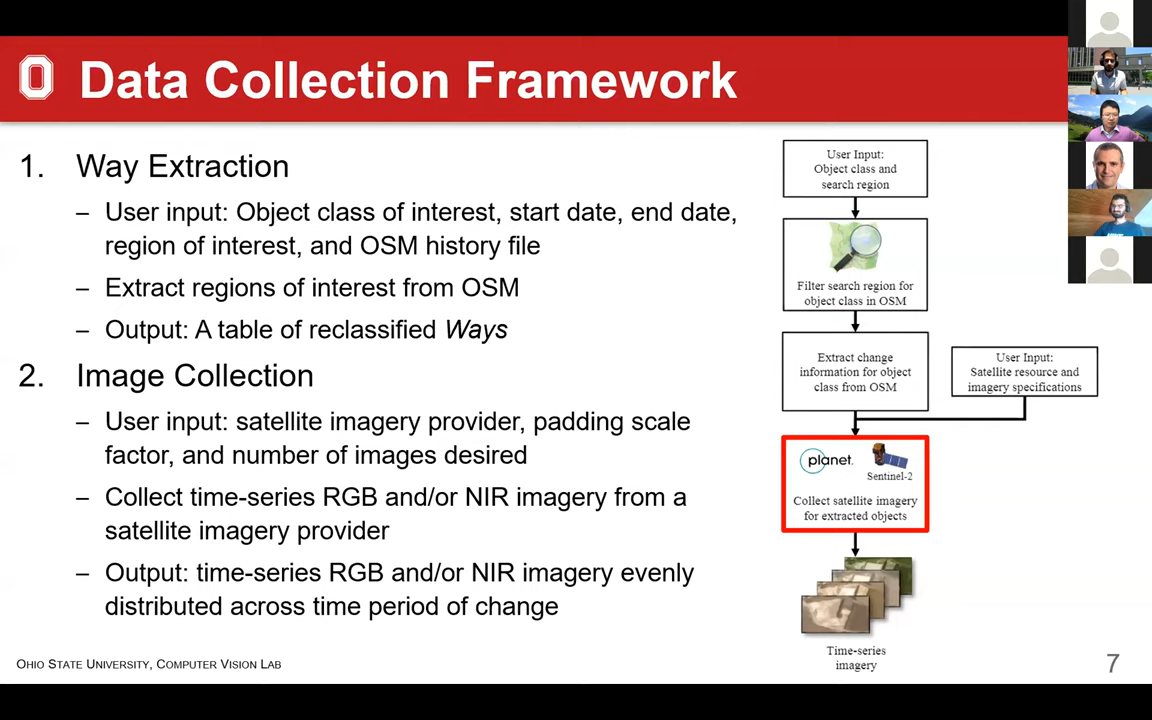 Data Collection Framework
1. Way Extraction
– User input: Object class of interest, start date, end date,
region of interest, and OSM history file
– Extract regions of interest from OSM
– Output: A table of reclassified Ways
2. Image Collection
– User input: satellite imagery provider, padding scale
factor, and number of images desired
– Collect time-series RGB and/or NIR imagery from a
satellite imagery provider
– Output: time-series RGB and/or NIR imagery evenly
distributed across time period of change
User Input:
Object class and
search region
Filter search region for
object class in OSM
Extract change
information for object
class from OSM
User Input:
Satellite resource and
imagery specifications
planet.
Sentinel-2
Collect satellite imagery
for extracted objects
Time-series
imagery
OHIO STATE UNIVERSITY, COMPUTER VISION LAB
7